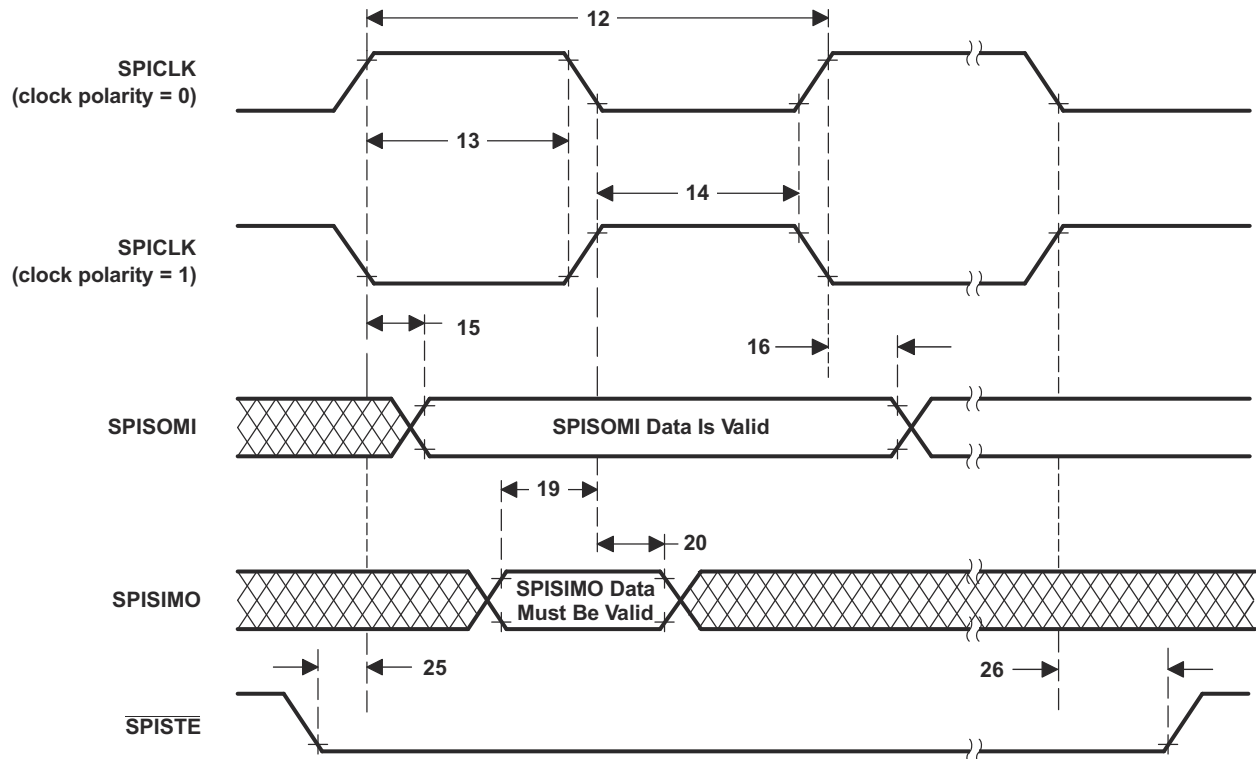 12
SPICLK
(clock polarity = 0)
13
14
SPICLK
(clock polarity = 1)
15
16
SPISOMI
SPISOMI Data Is Valid
19
20
SPISIMO
SPISIMO Data
Must Be Valid
25
26
SPISTE